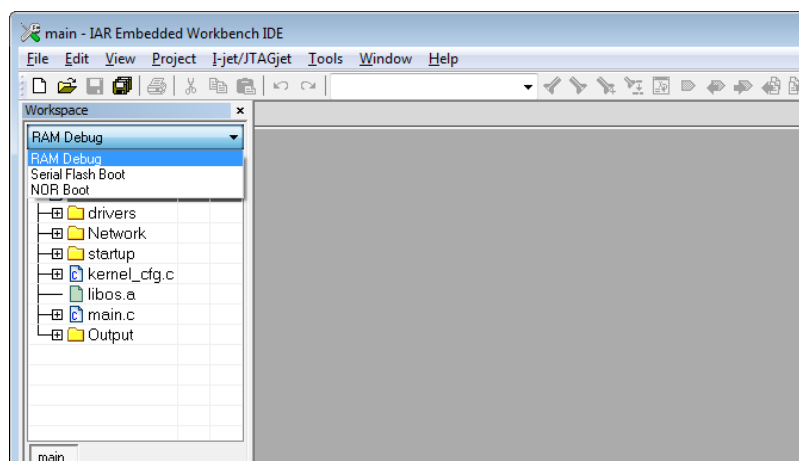 main - IAR Embedded Workbench IDE
File Edit View Project I-jet/JTAGjet Tools Window Help
Workspace
RAM Debug
RAM Debug
Serial Flash Boot
NOR Boot
drivers
Network
startup
kernel_cfg.c
libos.a
main.c
Output
main